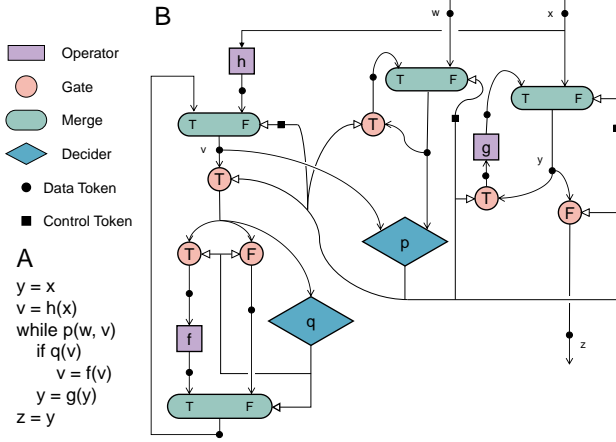 B
w
x
Operator
Gate
Merge
Decider
Data Token
Control Token
A
y = x
v = h(x)
while p(w, v)
if q(v)
v = f(v)
y = g(y)
z = y
h
T F
T F
T F
T
g
v
y
T
T
F
p
T
F
q
f
z
T F